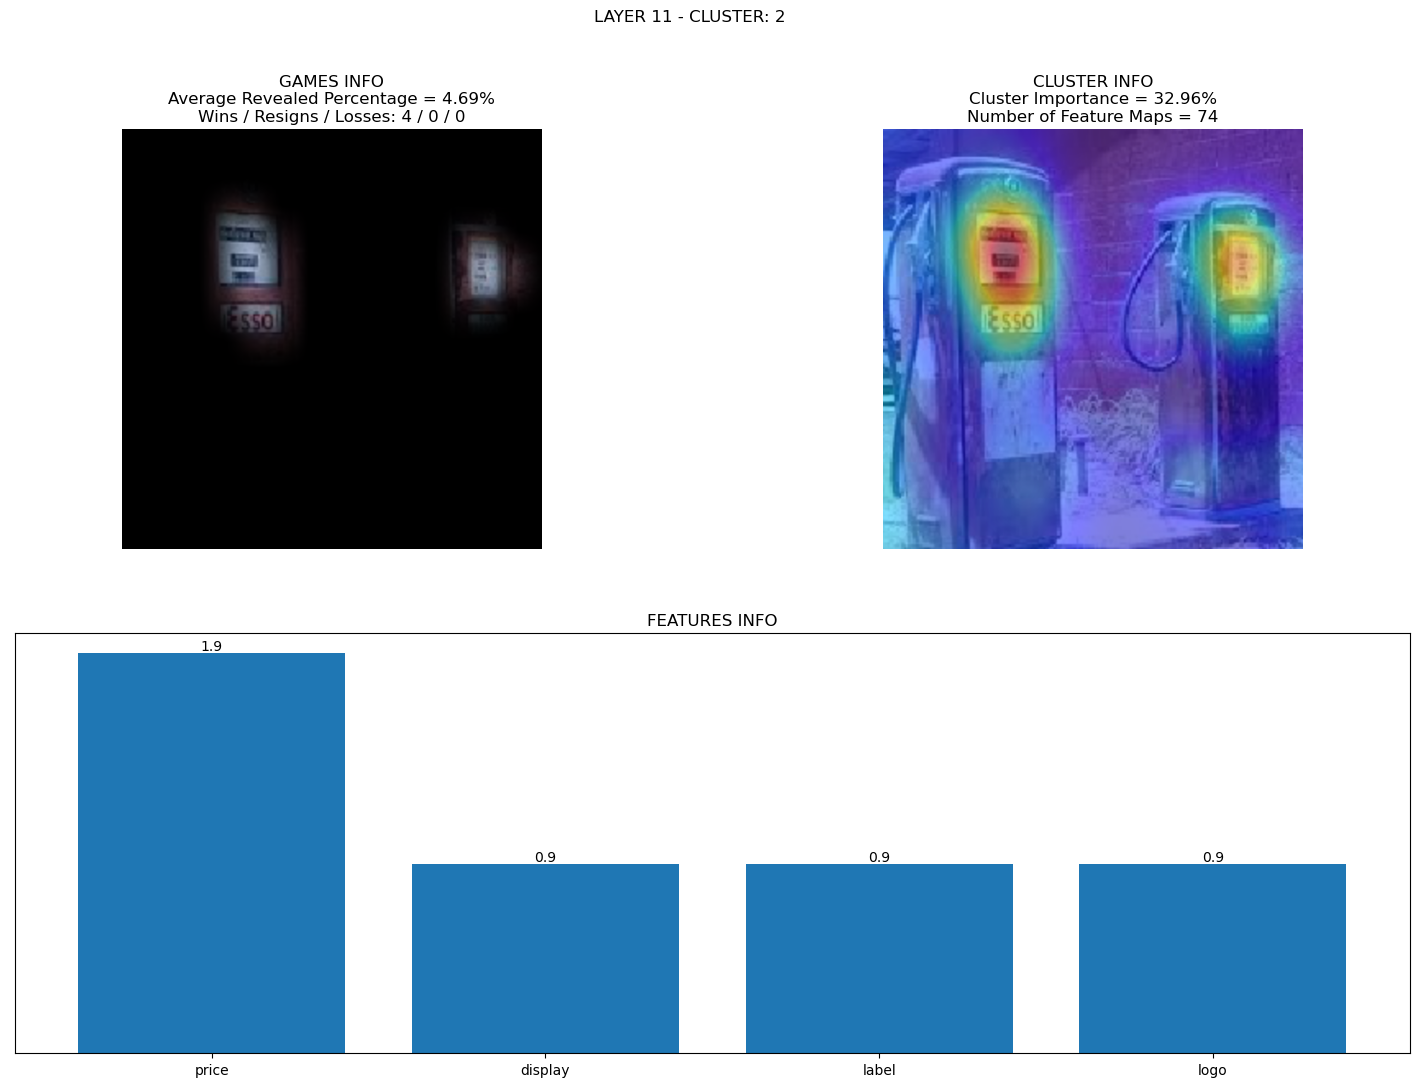 LAYER 11 - CLUSTER: 2
GAMES INFO
Average Revealed Percentage = 4.69%
Wins / Resigns / Losses: 4 / 0 / 0
CLUSTER INFO
Cluster Importance = 32.96%
Number of Feature Maps = 74
ESSO
ESSO
FEATURES INFO
1.9
0.9
0.9
0.9
price
display
label
logo